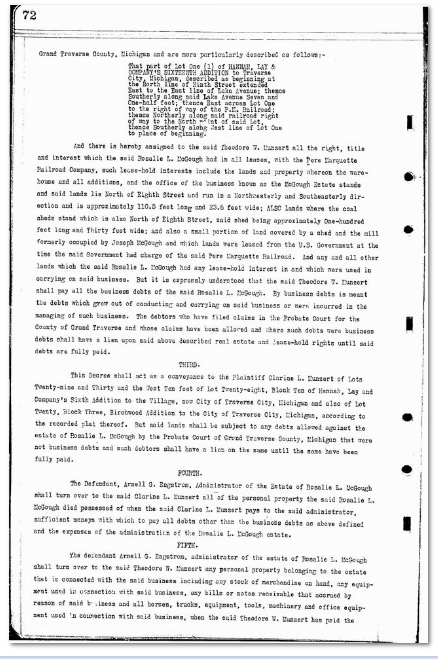 72
Grand Traverse County, Michigan and are more particularly described as follows:-
That part of Lot One (1) of HANNAH, LAY &
COMPANY'S SIXTEENTH ADDITION to Traverse
City, Michigan, described as beginning at
the North line of Ninth Street extended
East to the East line of Lake Avenue; thence
Southerly along said Lake Avenue Seven and
One-half feet; thence East across Lot One
to the right of way of the P.M. Railroad;
thence Northerly along said railroad right
of way to the North line of said Lot,
thence Southerly along West line of Lot One
to place of beginning.
And there is hereby assigned to the said Theodore W. Munzert all the right, title
and interest which the said Rosalie L. McGough had in all leases, with the Pere Marquette
Railroad Company, such lease-hold interests include the lands and property whereon the ware-
house and all additions, and the office of the business known as the McGough Estate stands
and said lands lie North of Eighth Street and run in a Northwesterly and Southeasterly dir-
ection and is approximately 110.5 feet long and 23.6 feet wide; ALSO lands where the coal
sheds stand which is also North of Eighth Street, said shed being approximately One-hundred
feet long and Thirty feet wide; and also a small portion of land covered by a shed and the mill
formerly occupied by Joseph McGough and which lands were leased from the U.S. Government at the
time the said Government had charge of the said Pere Marquette Railroad. And any and all other
lands which the said Rosalie L. McGough had any lease-hold interest in and which were used in
carrying on said business. But it is expressly understood that the said Theodore W. Munzert
shall pay all the business debts of the said Rosalie L. McGough. By business debts is meant
the debts which grew out of conducting and carrying on said business or were incurred in the
managing of such business. The debtors who have filed claims in the Probate Court for the
County of Grand Traverse and whose claims have been allowed and where such debts were business
debts shall have a lien upon said above described real estate and lease-hold rights until said
debts are fully paid.
THIRD.
This Decree shall act as a conveyance to the Plaintiff Clarine L. Munzert of Lots
Twenty-nine and Thirty and the West Ten feet of Lot Twenty-eight, Block Ten of Hannah, Lay and
Company's Sixth Addition to the Village, now City of Traverse City, Michigan and also of Lot
Twenty, Block Three, Birchwood Addition to the City of Traverse City, Michigan, according to
the recorded plat thereof. But said lands shall be subject to any debts allowed against the
estate of Rosalie L. McGough by the Probate Court of Grand Traverse County, Michigan that were
not business debts and such debtors shall have a lien on the same until the same have been
fully paid.
FOURTH.
The Defendant, Arnell G. Engstrom, Administrator of the Estate of Rosalie L. McGough
shall turn over to the said Clarine L. Munzert all of the personal property the said Rosalie L.
McGough died possessed of when the said Clarine L. Munzert pays to the said administrator,
sufficient moneys with which to pay all debts other than the business debts as above defined
and the expenses of the administration of the Rosalie L. McGough estate.
FIFTH.
The defendant Arnell G. Engstrom, administrator of the estate of Rosalie L. McGough
shall turn over to the said Theodore W. Munzert any personal property belonging to the estate
that is connected with the said business including any stock of merchandise on hand, any equip-
ment used in connection with said business, any bills or notes receivable that accrued by
reason of said business and all horses, trucks, equipment, tools, machinery and office equip-
ment used in connection with said business, when the said Theodore W. Munzert has paid the